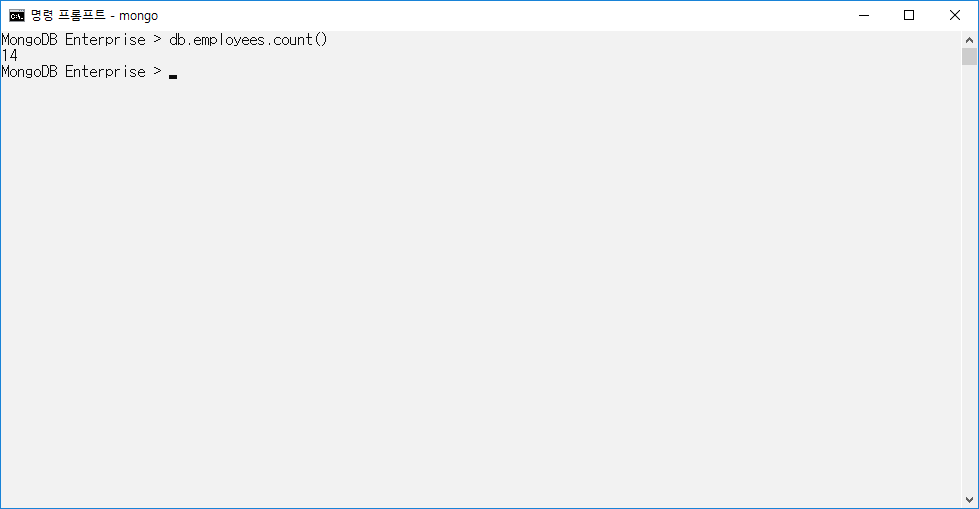 명령 프롬프트 - mongo
MongoDB Enterprise > db.employees.count()
14
MongoDB Enterprise >